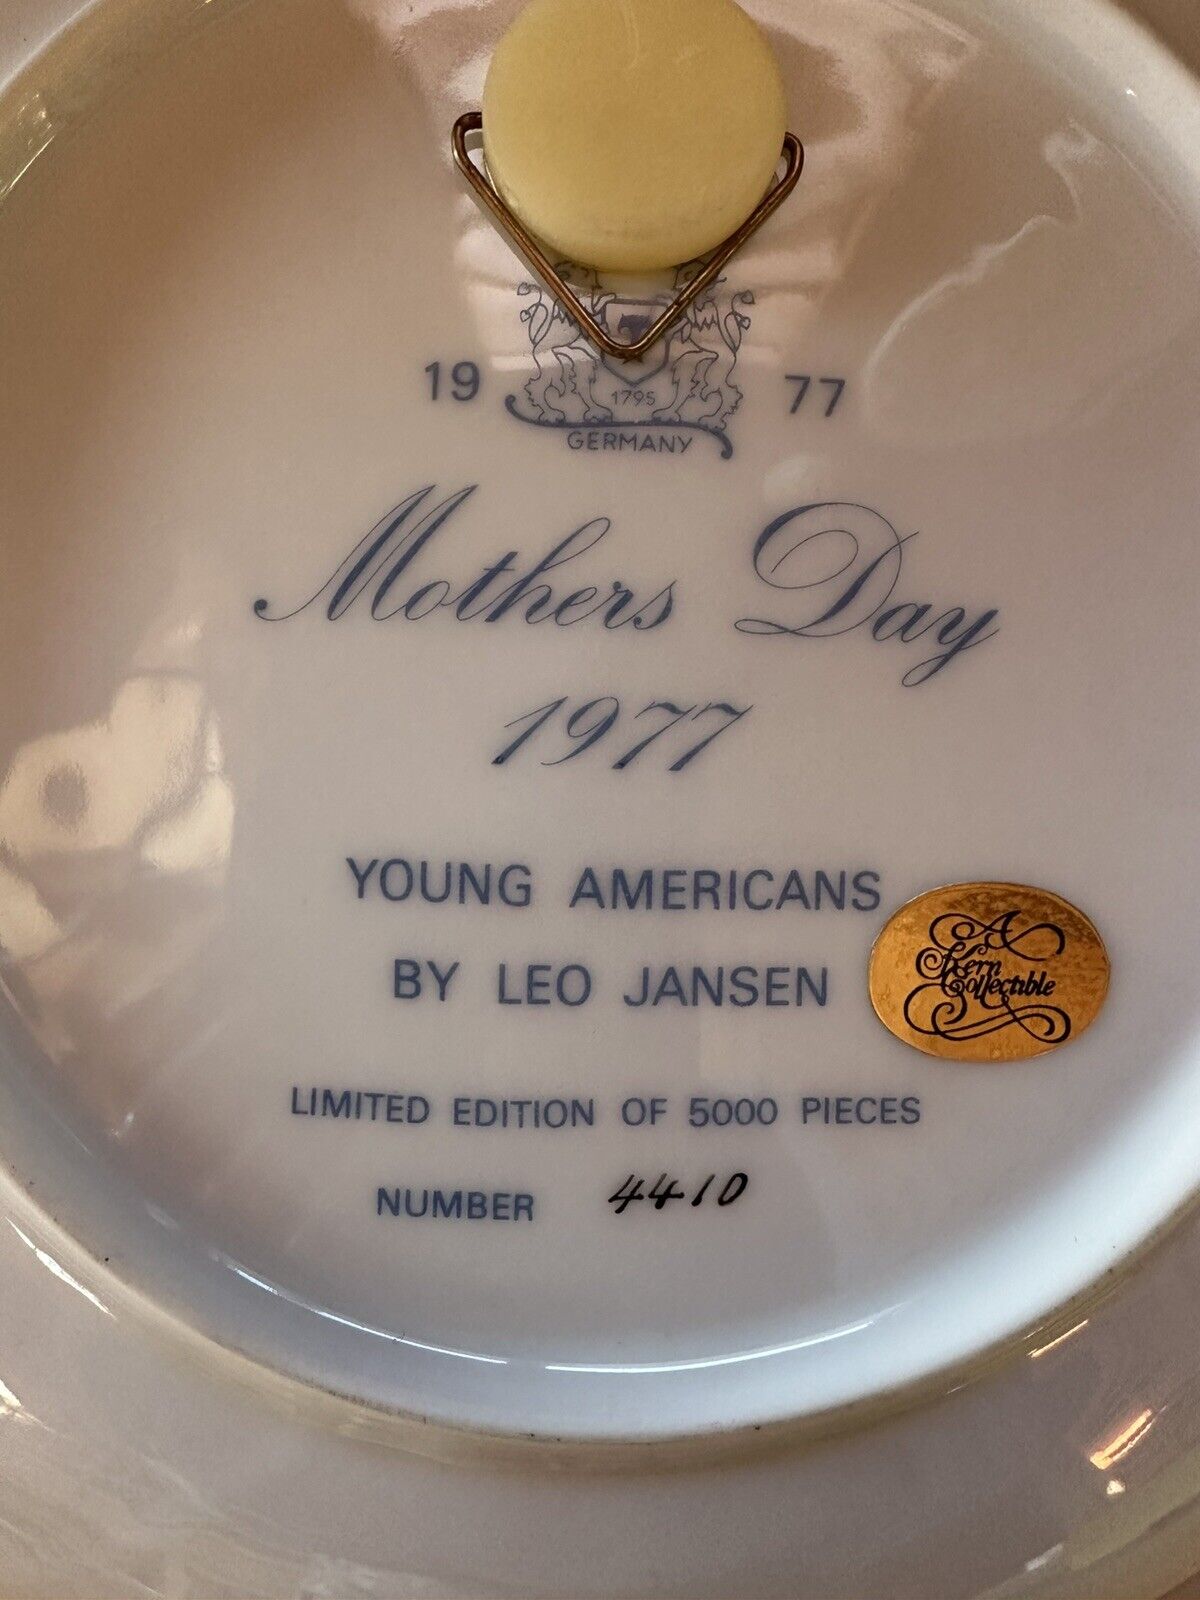 19 77
1795
GERMANY
Mothers Day
1977
YOUNG AMERICANS
BY LEO JANSEN
A
Kern
Collectible
LIMITED EDITION OF 5000 PIECES
NUMBER 4410